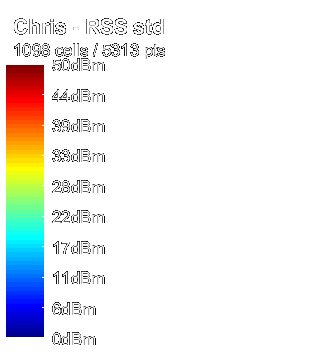 Chris - RSS std
1098 cells / 5313 pts
50dBm
44dBm
39dBm
33dBm
28dBm
22dBm
17dBm
11dBm
6dBm
0dBm